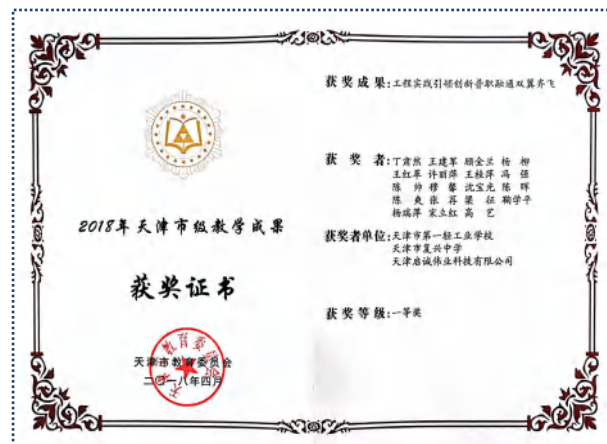 2018年天津市级教学成果
获奖证书
天津市教育委员会
二〇一八年四月
获奖成果:工程实践引领创新普职融通双翼齐飞
获 奖 者:丁肃然 王建军 顾金兰 杨 柳
王红军 许丽萍 王桂萍 冯 强
陈 帅 穆 馨 沈宝光 陈 晖
陈 爽 张 再 梁 征 鞠学平
杨瑞萍 宋立红 高 艺
获奖者单位:天津市第一轻工业学校
天津市复兴中学
天津启诚伟业科技有限公司
获奖等级:一等奖